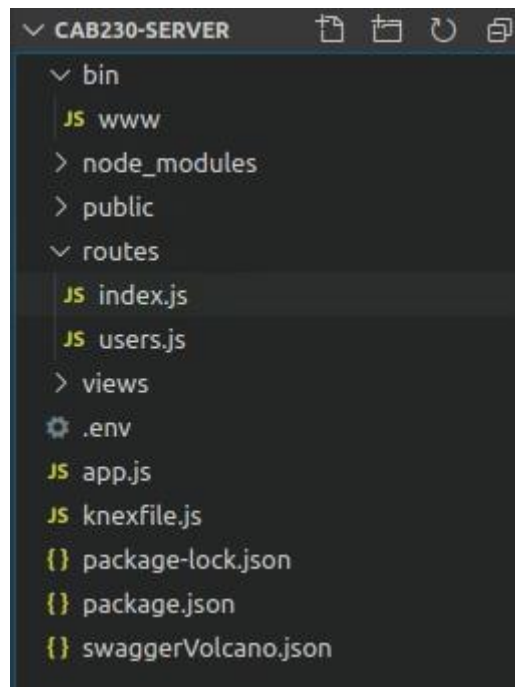 CAB230-SERVER
bin
JS www
node_modules
public
routes
JS index.js
JS users.js
views
.env
JS app.js
JS knexfile.js
{} package-lock.json
{} package.json
{} swaggerVolcano.json